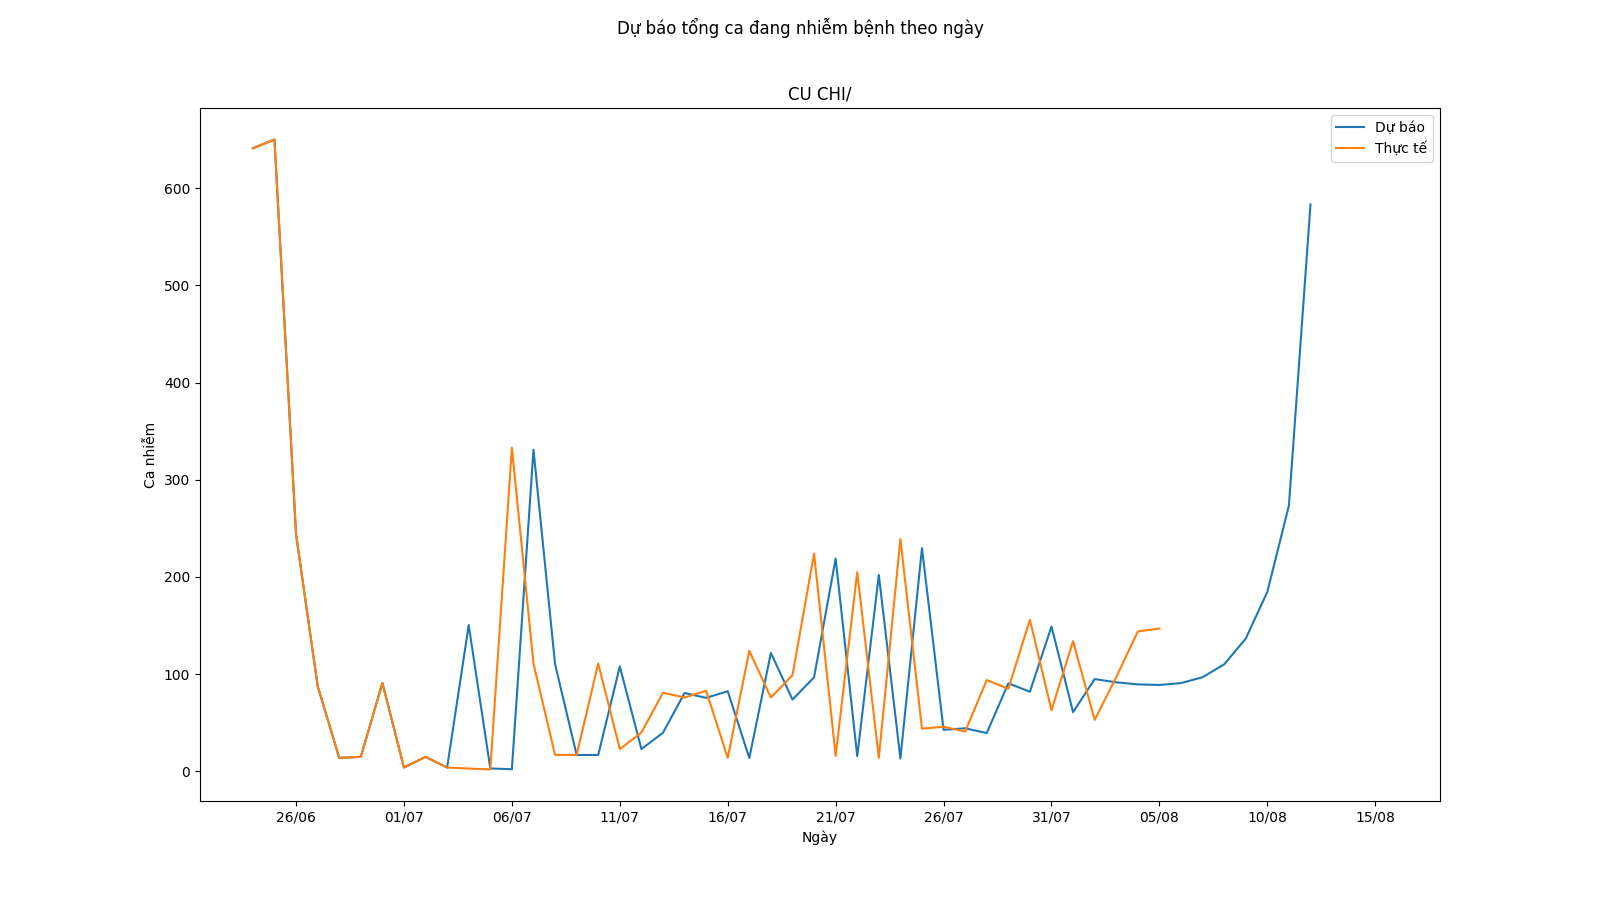 Dự báo tổng ca đang nhiễm bệnh theo ngày
CU CHI/
Dự báo
Thực tế
600
500
400
300
200
100
0
Ca nhiễm
26/06 01/07 06/07 11/07 16/07 21/07 26/07 31/07 05/08 10/08 15/08
Ngày